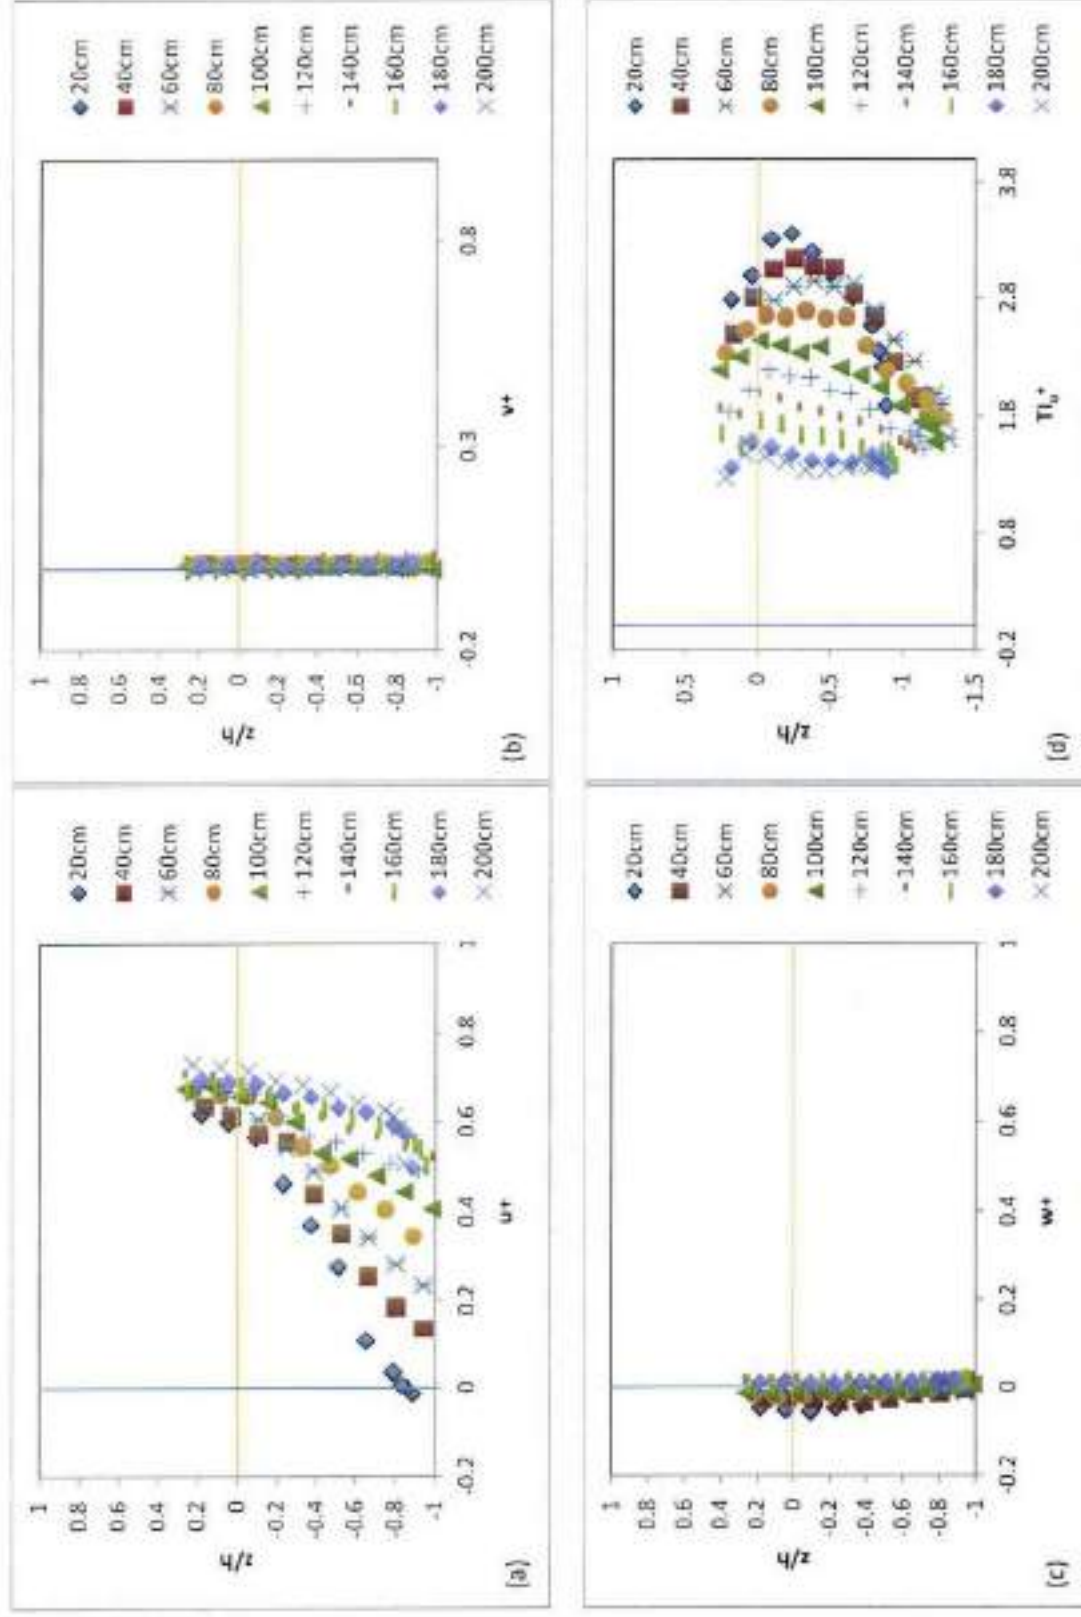 1
0.8
0.6
0.4
0.2
0
-0.2
-0.4
-0.6
-0.8
-1
z/h
-0.2
0
0.2
0.4
0.6
0.8
1
u+
20cm
40cm
60cm
80cm
100cm
120cm
140cm
160cm
180cm
200cm
(a)
1
0.8
0.6
0.4
0.2
0
-0.2
-0.4
-0.6
-0.8
-1
z/h
-0.2
0.3
0.8
v+
20cm
40cm
60cm
80cm
100cm
120cm
140cm
160cm
180cm
200cm
(b)
1
0.8
0.6
0.4
0.2
0
-0.2
-0.4
-0.6
-0.8
-1
z/h
-0.2
0
0.2
0.4
0.6
0.8
1
w+
20cm
40cm
60cm
80cm
100cm
120cm
140cm
160cm
180cm
200cm
(c)
1
0.5
0
-0.5
-1
-1.5
z/h
-0.2
0.8
1.8
2.8
3.8
TIu+
20cm
40cm
60cm
80cm
100cm
120cm
140cm
160cm
180cm
200cm
(d)